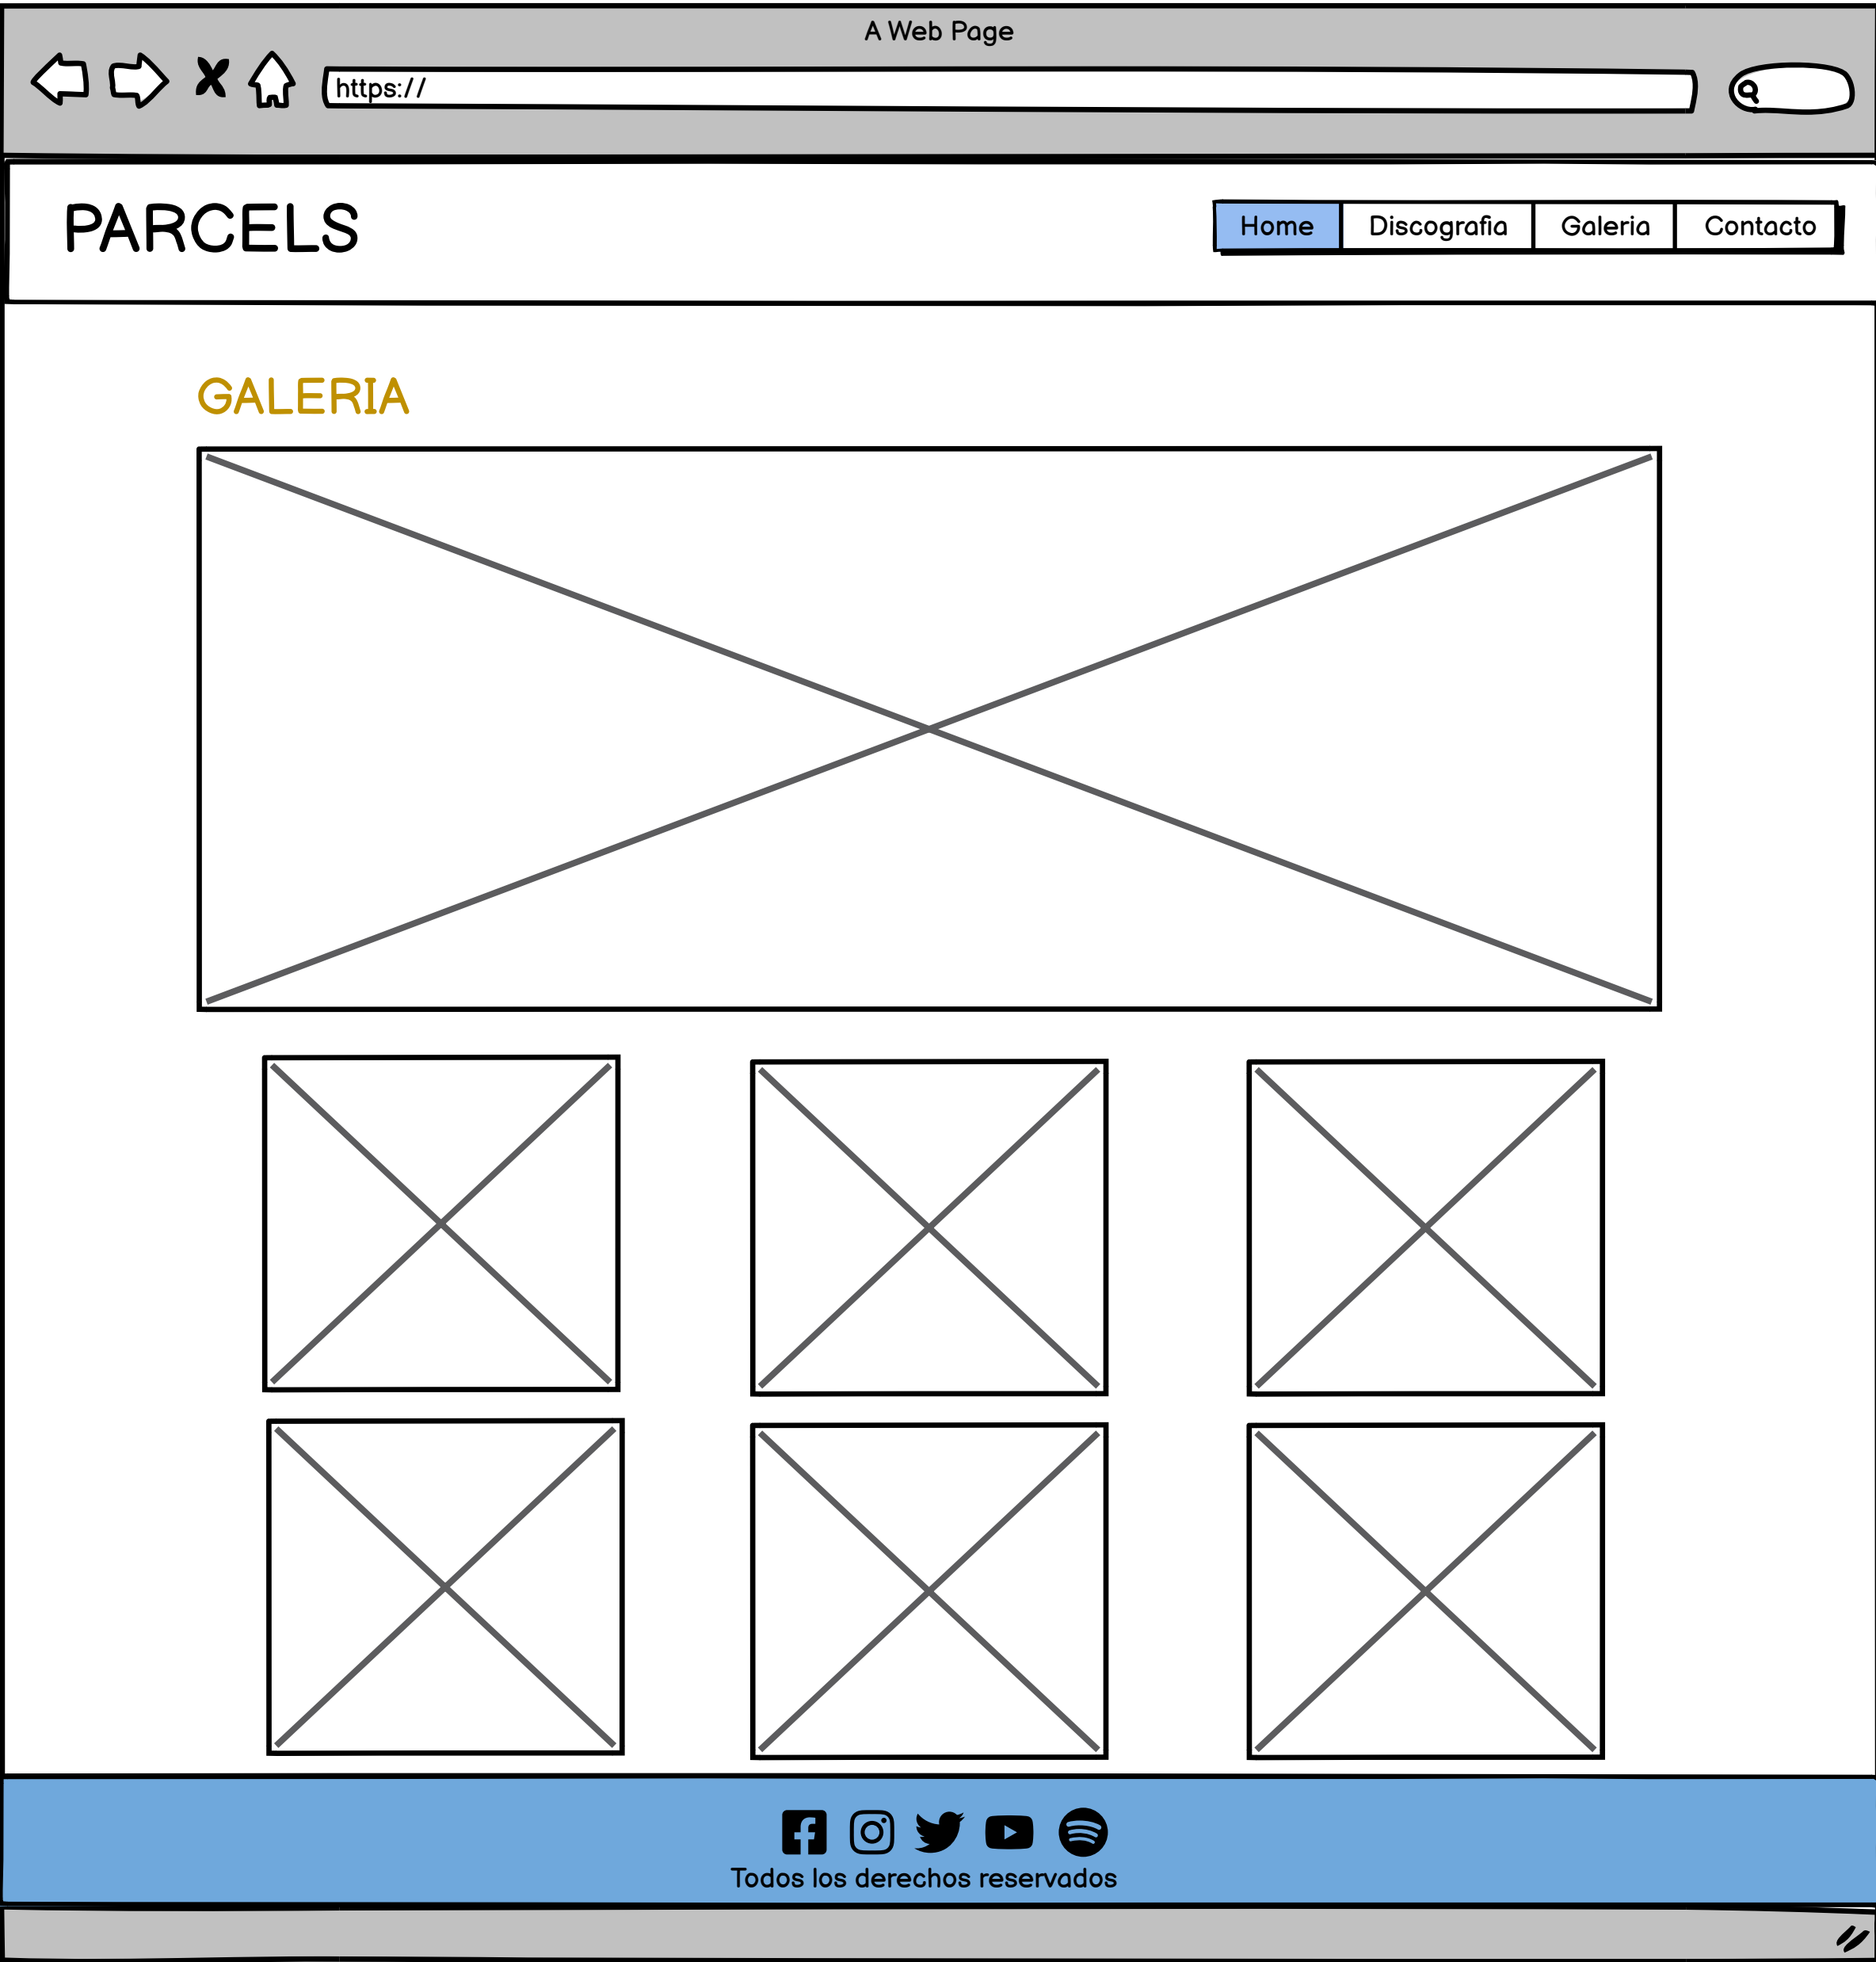 A Web Page
https://
PARCELS
Home Discografia Galeria Contacto
GALERIA
Todos los derechos reservados